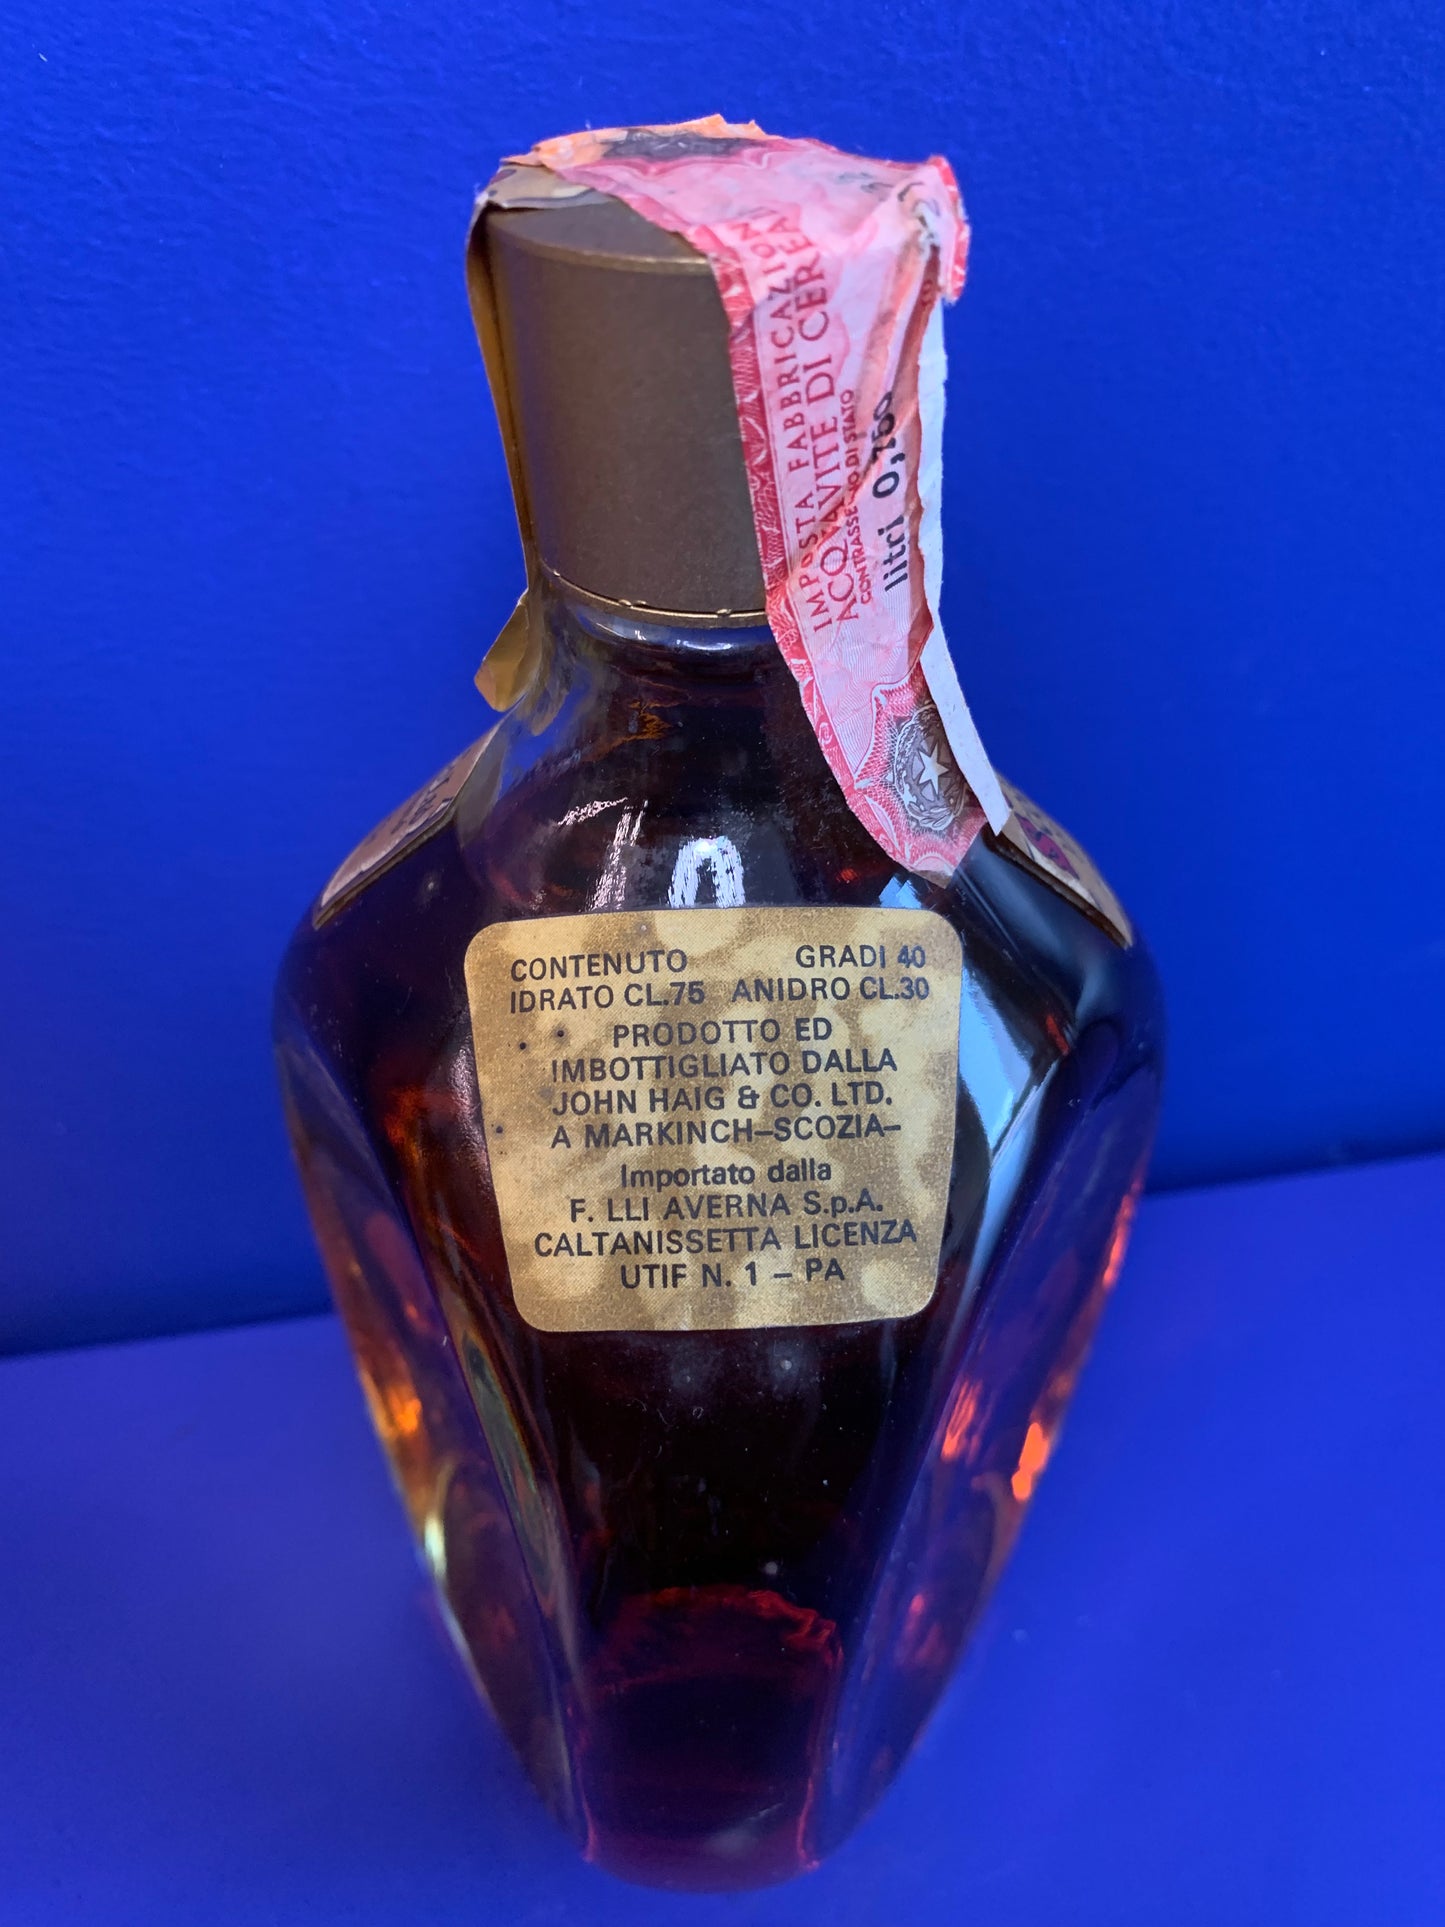 IMPOSTA FABBRICAZIONE
ACQUAVITE DI CEREALI
CONTRASSEGNO DI STATO
litri 0,750
CONTENUTO GRADI 40
IDRATO CL.75 ANIDRO CL.30
PRODOTTO ED
IMBOTTIGLIATO DALLA
JOHN HAIG & CO. LTD.
A MARKINCH–SCOZIA–
Importato dalla
F. LLI AVERNA S.p.A.
CALTANISSETTA LICENZA
UTIF N. 1 – PA